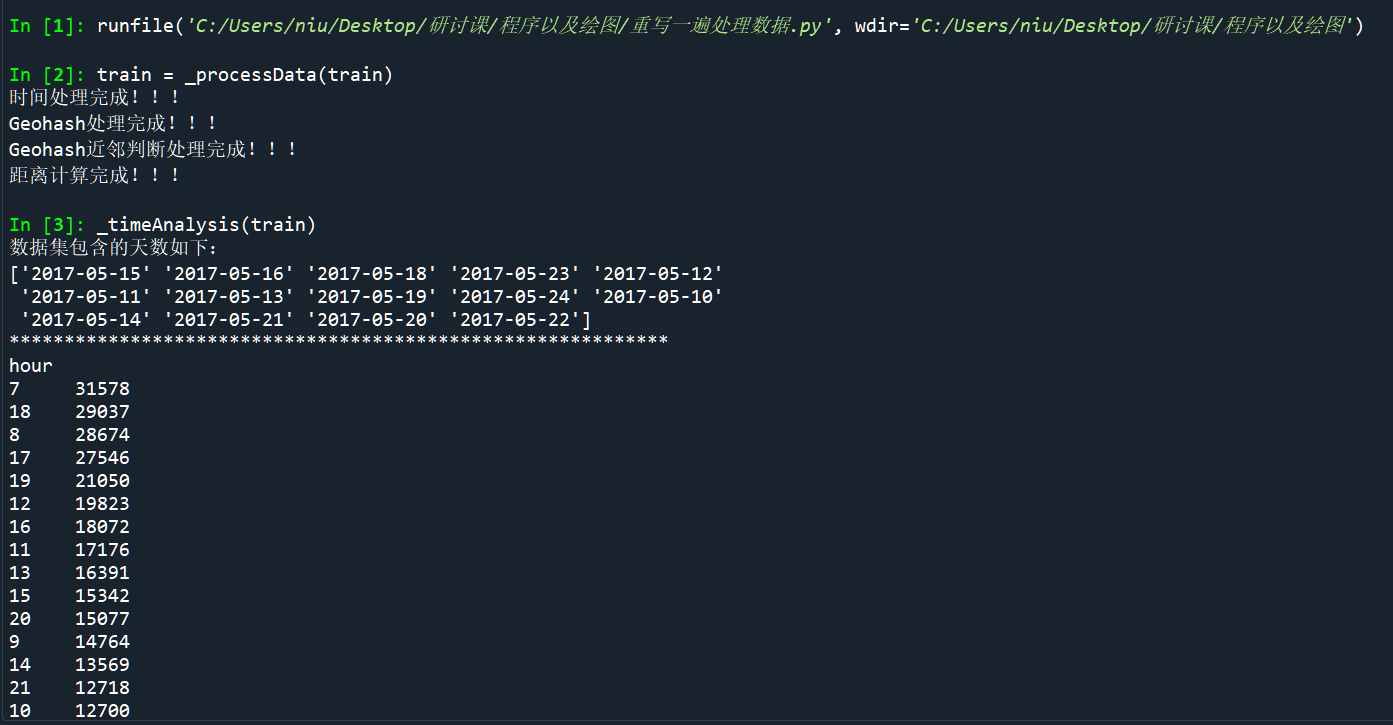 In [1]: runfile('C:/Users/niu/Desktop/研讨课/程序以及绘图/重写一遍处理数据.py', wdir='C:/Users/niu/Desktop/研讨课/程序以及绘图')
In [2]: train = _processData(train)
时间处理完成！！！
Geohash处理完成！！！
Geohash近邻判断处理完成！！！
距离计算完成！！！
In [3]: _timeAnalysis(train)
数据集包含的天数如下：
['2017-05-15' '2017-05-16' '2017-05-18' '2017-05-23' '2017-05-12'
'2017-05-11' '2017-05-13' '2017-05-19' '2017-05-24' '2017-05-10'
'2017-05-14' '2017-05-21' '2017-05-20' '2017-05-22']
************************************************************
hour
7 31578
18 29037
8 28674
17 27546
19 21050
12 19823
16 18072
11 17176
13 16391
15 15342
20 15077
9 14764
14 13569
21 12718
10 12700